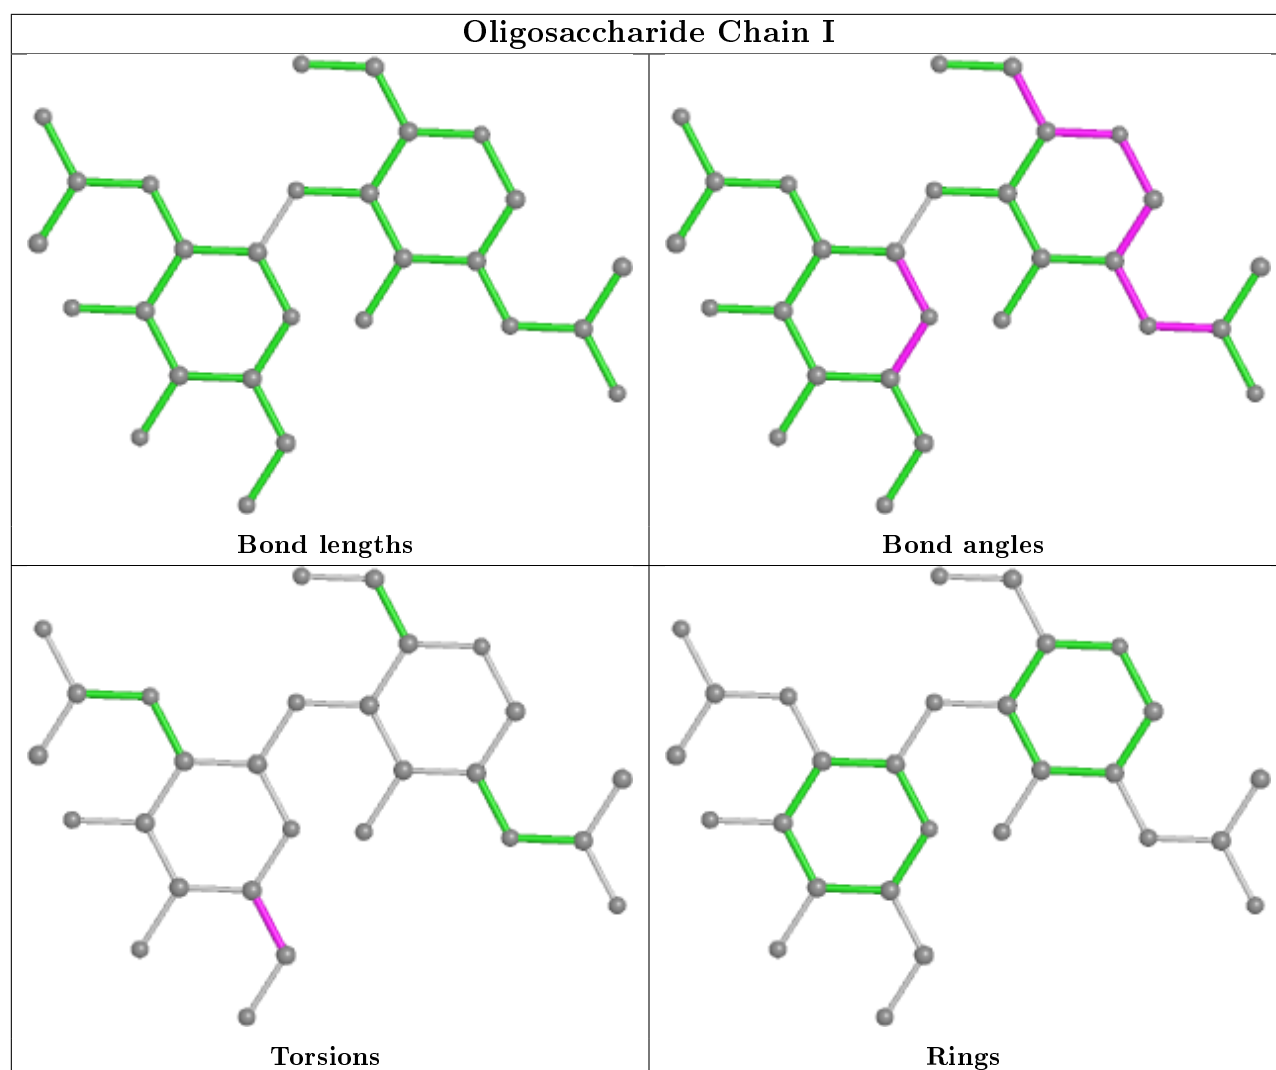 Oligosaccharide Chain I
Bond lengths
Bond angles
Torsions
Rings